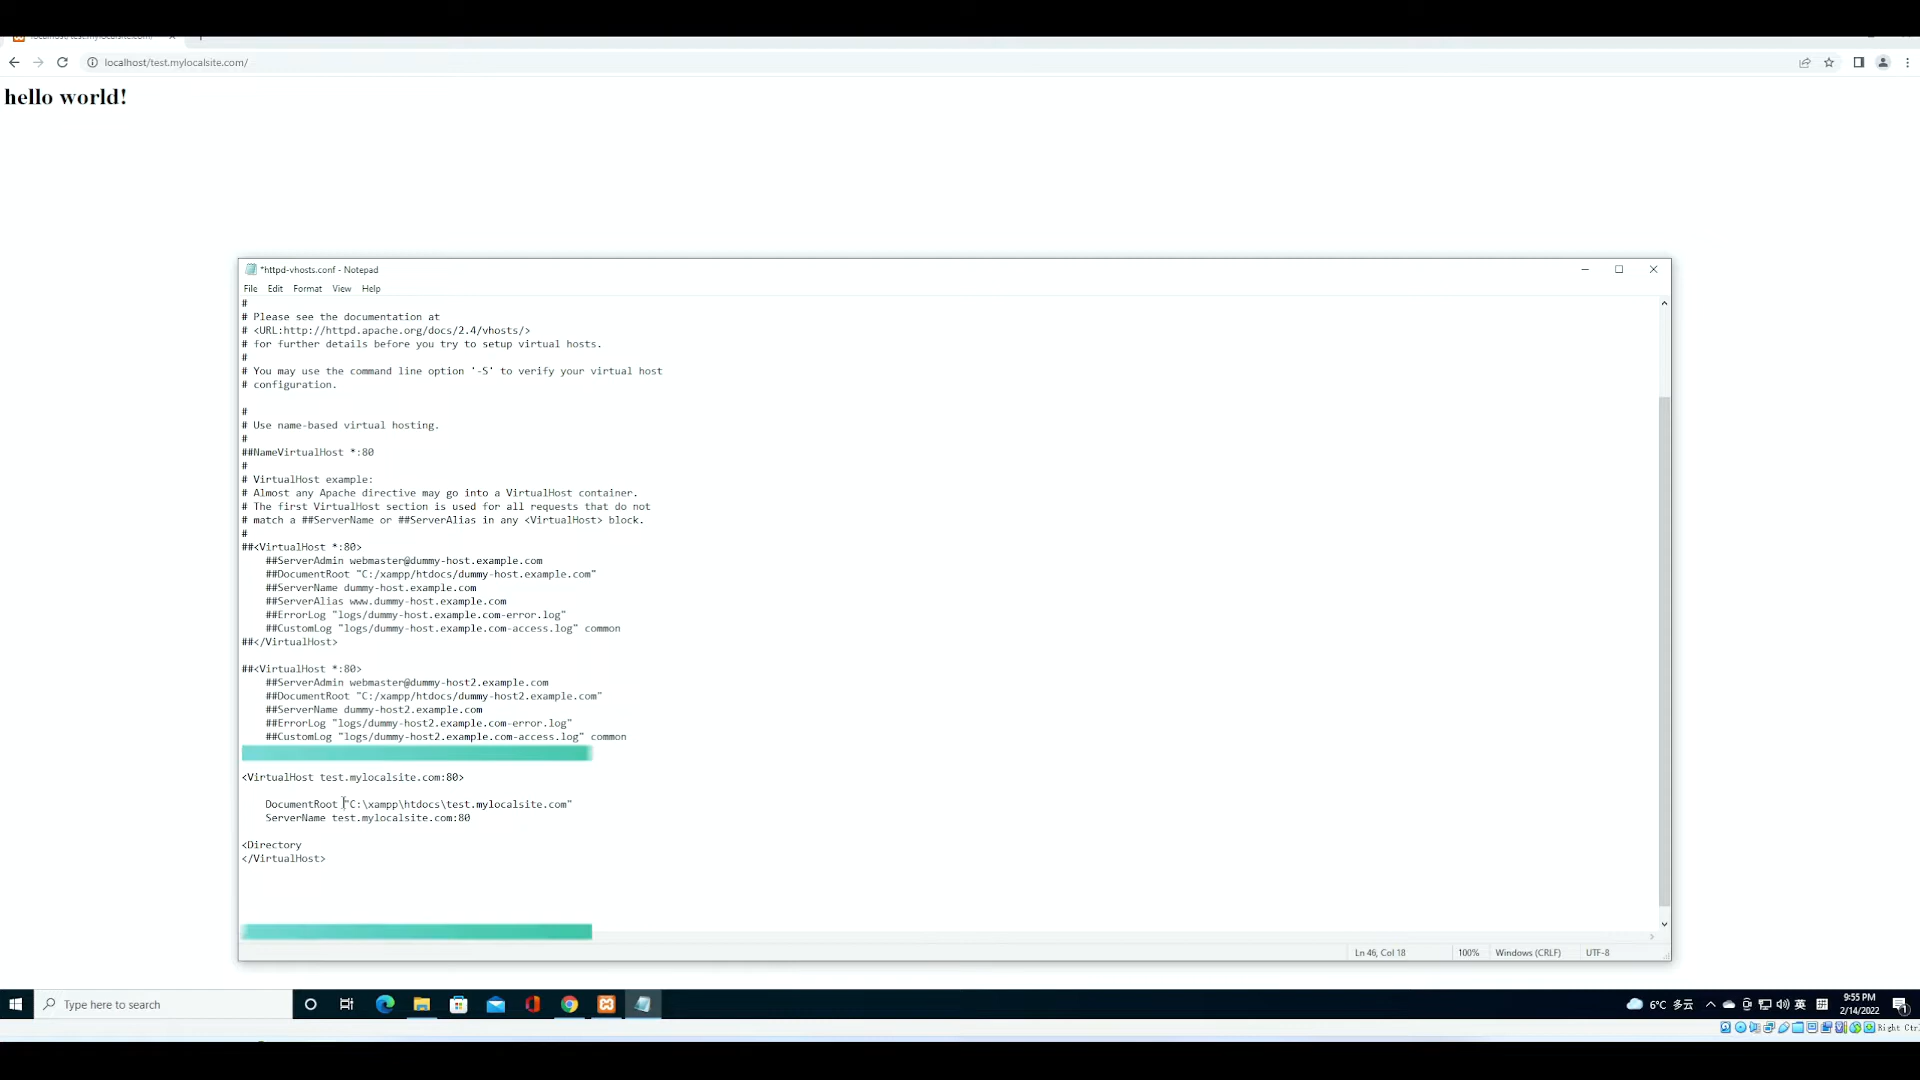 localhost/test.mylocalsite.com/
localhost/test.mylocalsite.com/
hello world!
*httpd-vhosts.conf - Notepad
File Edit Format View Help
#
# Please see the documentation at
# <URL:http://httpd.apache.org/docs/2.4/vhosts/>
# for further details before you try to setup virtual hosts.
#
# You may use the command line option '-S' to verify your virtual host
# configuration.
#
# Use name-based virtual hosting.
#
##NameVirtualHost *:80
#
# VirtualHost example:
# Almost any Apache directive may go into a VirtualHost container.
# The first VirtualHost section is used for all requests that do not
# match a ##ServerName or ##ServerAlias in any <VirtualHost> block.
#
##<VirtualHost *:80>
##ServerAdmin webmaster@dummy-host.example.com
##DocumentRoot "C:/xampp/htdocs/dummy-host.example.com"
##ServerName dummy-host.example.com
##ServerAlias www.dummy-host.example.com
##ErrorLog "logs/dummy-host.example.com-error.log"
##CustomLog "logs/dummy-host.example.com-access.log" common
##</VirtualHost>
##<VirtualHost *:80>
##ServerAdmin webmaster@dummy-host2.example.com
##DocumentRoot "C:/xampp/htdocs/dummy-host2.example.com"
##ServerName dummy-host2.example.com
##ErrorLog "logs/dummy-host2.example.com-error.log"
##CustomLog "logs/dummy-host2.example.com-access.log" common
<VirtualHost test.mylocalsite.com:80>
DocumentRoot "C:\xampp\htdocs\test.mylocalsite.com"
ServerName test.mylocalsite.com:80
<Directory
</VirtualHost>
Ln 46, Col 18 100% Windows (CRLF) UTF-8
Type here to search
6°C 多云 英 拼 9:55 PM
2/14/2022
1
Right Ctrl